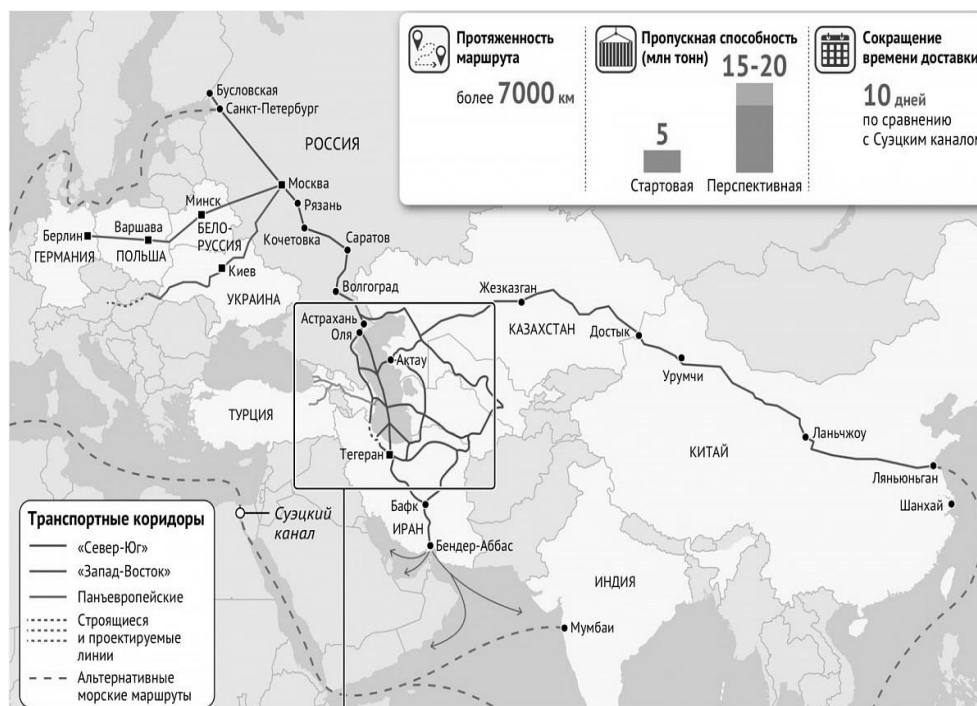 Протяженность
маршрута
более 7000 км
Пропускная способность
(млн тонн)
15-20
5
Стартовая
Перспективная
Сокращение
времени доставки
10 дней
по сравнению
с Суэцким каналом
Бусловская
Санкт-Петербург
РОССИЯ
Москва
Минск
Рязань
Варшава
БЕЛО-
РУССИЯ
Берлин
Кочетовка
Саратов
ГЕРМАНИЯ
ПОЛЬША
Киев
УКРАИНА
Волгоград
Жезказган
КАЗАХСТАН
Астрахань
Оля
Достык
Актау
Урумчи
ТУРЦИЯ
Ланьчжоу
Тегеран
КИТАЙ
Ляньюньган
Бафк
Шанхай
ИРАН
Бендер-Аббас
ИНДИЯ
Мумбаи
Суэцкий
канал
Транспортные коридоры
«Север-Юг»
«Запад-Восток»
Панъевропейские
Строящиеся
и проектируемые
линии
Альтернативные
морские маршруты